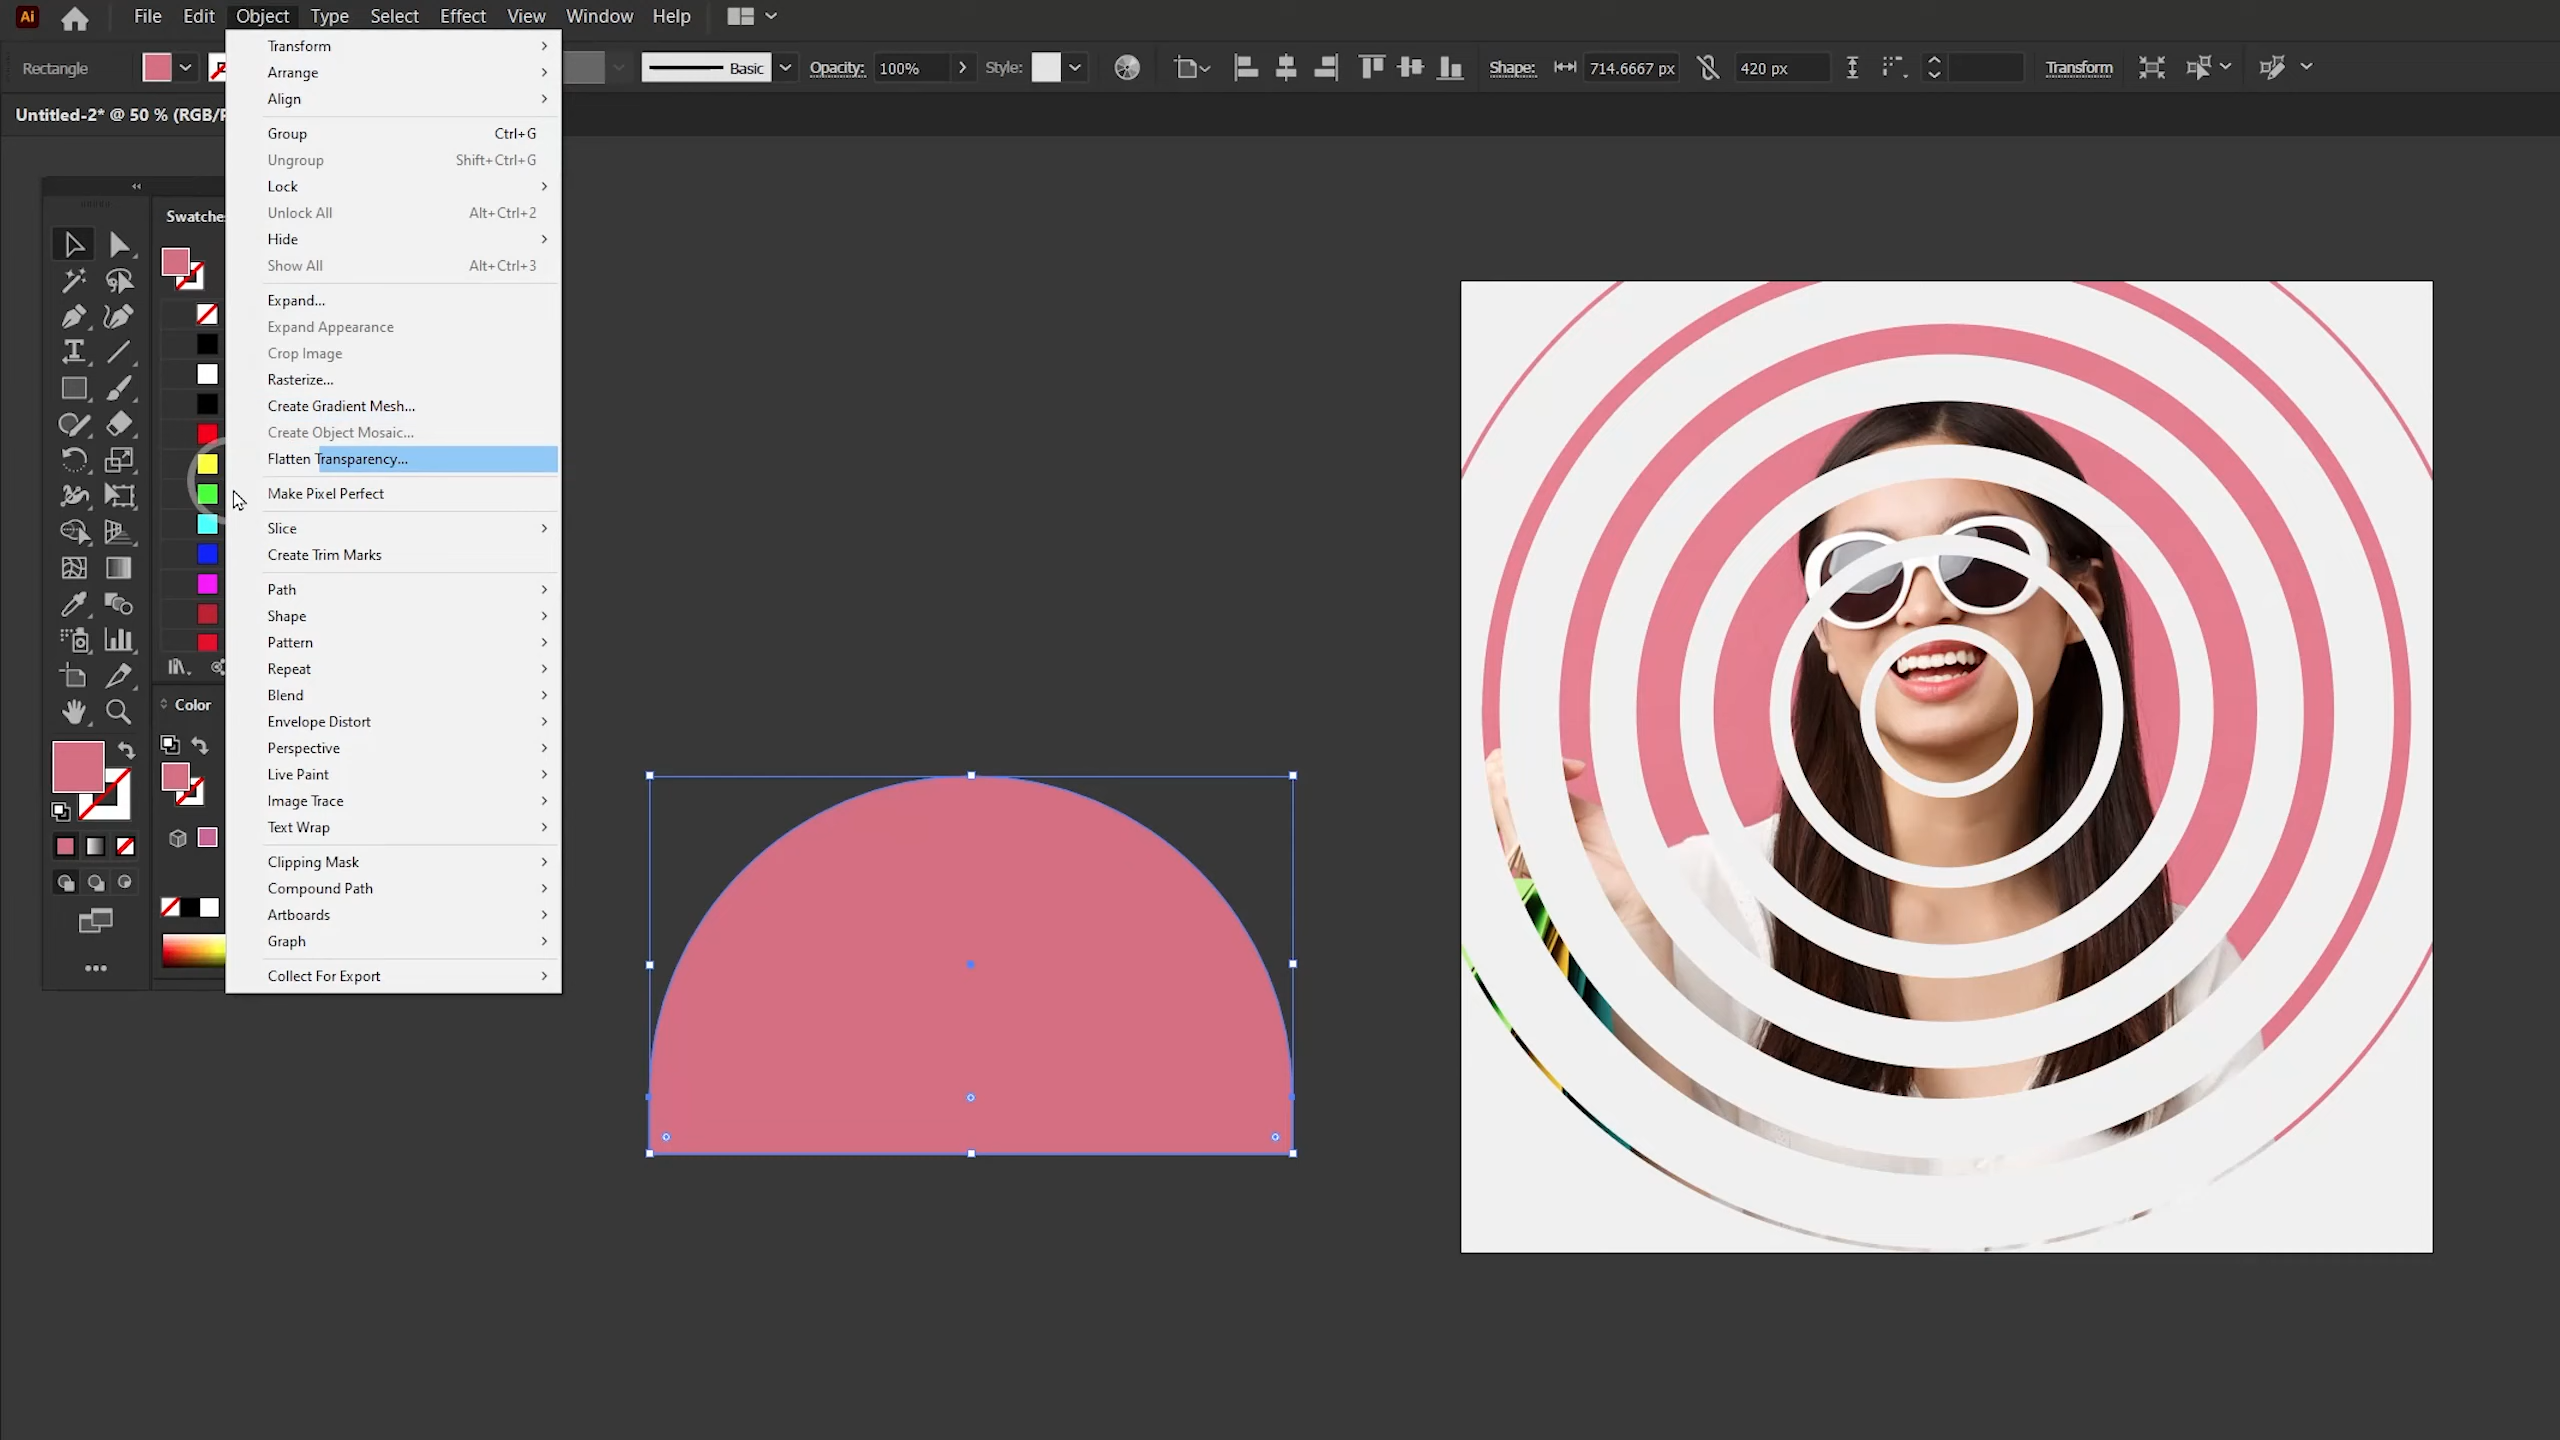 Ai File Edit Object Type Select Effect View Window Help
Rectangle Basic Opacity: 100% Style: Shape: 714.6667 px 420 px Transform
Untitled-2* @ 50 % (RGB/P
Swatche
Color
Transform
Arrange
Align
Group Ctrl+G
Ungroup Shift+Ctrl+G
Lock
Unlock All Alt+Ctrl+2
Hide
Show All Alt+Ctrl+3
Expand...
Expand Appearance
Crop Image
Rasterize...
Create Gradient Mesh...
Create Object Mosaic...
Flatten Transparency...
Make Pixel Perfect
Slice
Create Trim Marks
Path
Shape
Pattern
Repeat
Blend
Envelope Distort
Perspective
Live Paint
Image Trace
Text Wrap
Clipping Mask
Compound Path
Artboards
Graph
Collect For Export